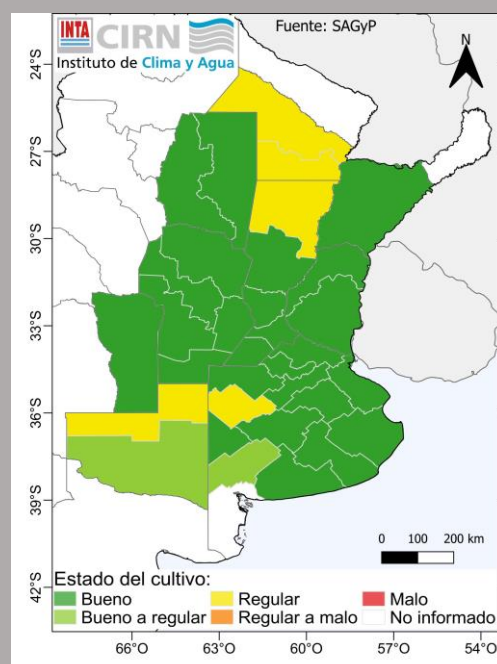 INTA CIRN
Instituto de Clima y Agua
Fuente: SAGyP
N
24°S
27°S
30°S
33°S
36°S
39°S
42°S
0 100 200 km
Estado del cultivo:
Bueno Regular Malo
Bueno a regular Regular a malo No informado
66°O 63°O 60°O 57°O 54°O